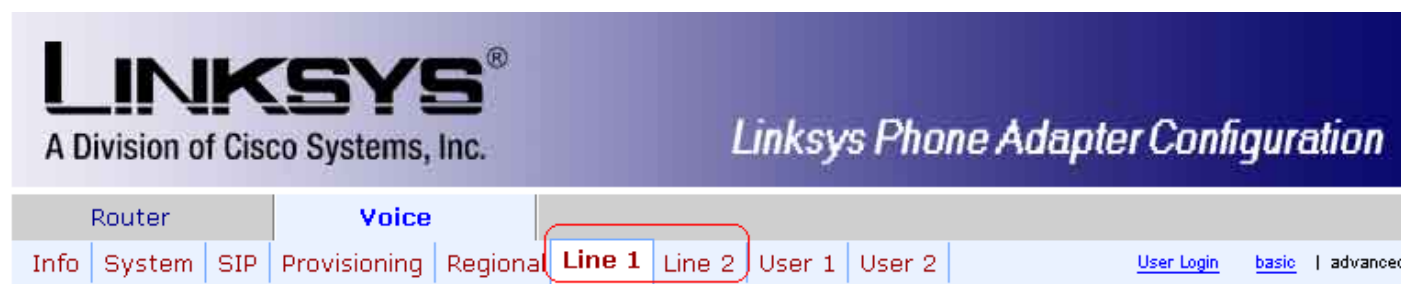 LINKSYS®
A Division of Cisco Systems, Inc.
Linksys Phone Adapter Configuration
Router Voice
Info System SIP Provisioning Regional Line 1 Line 2 User 1 User 2 User Login basic | advanced